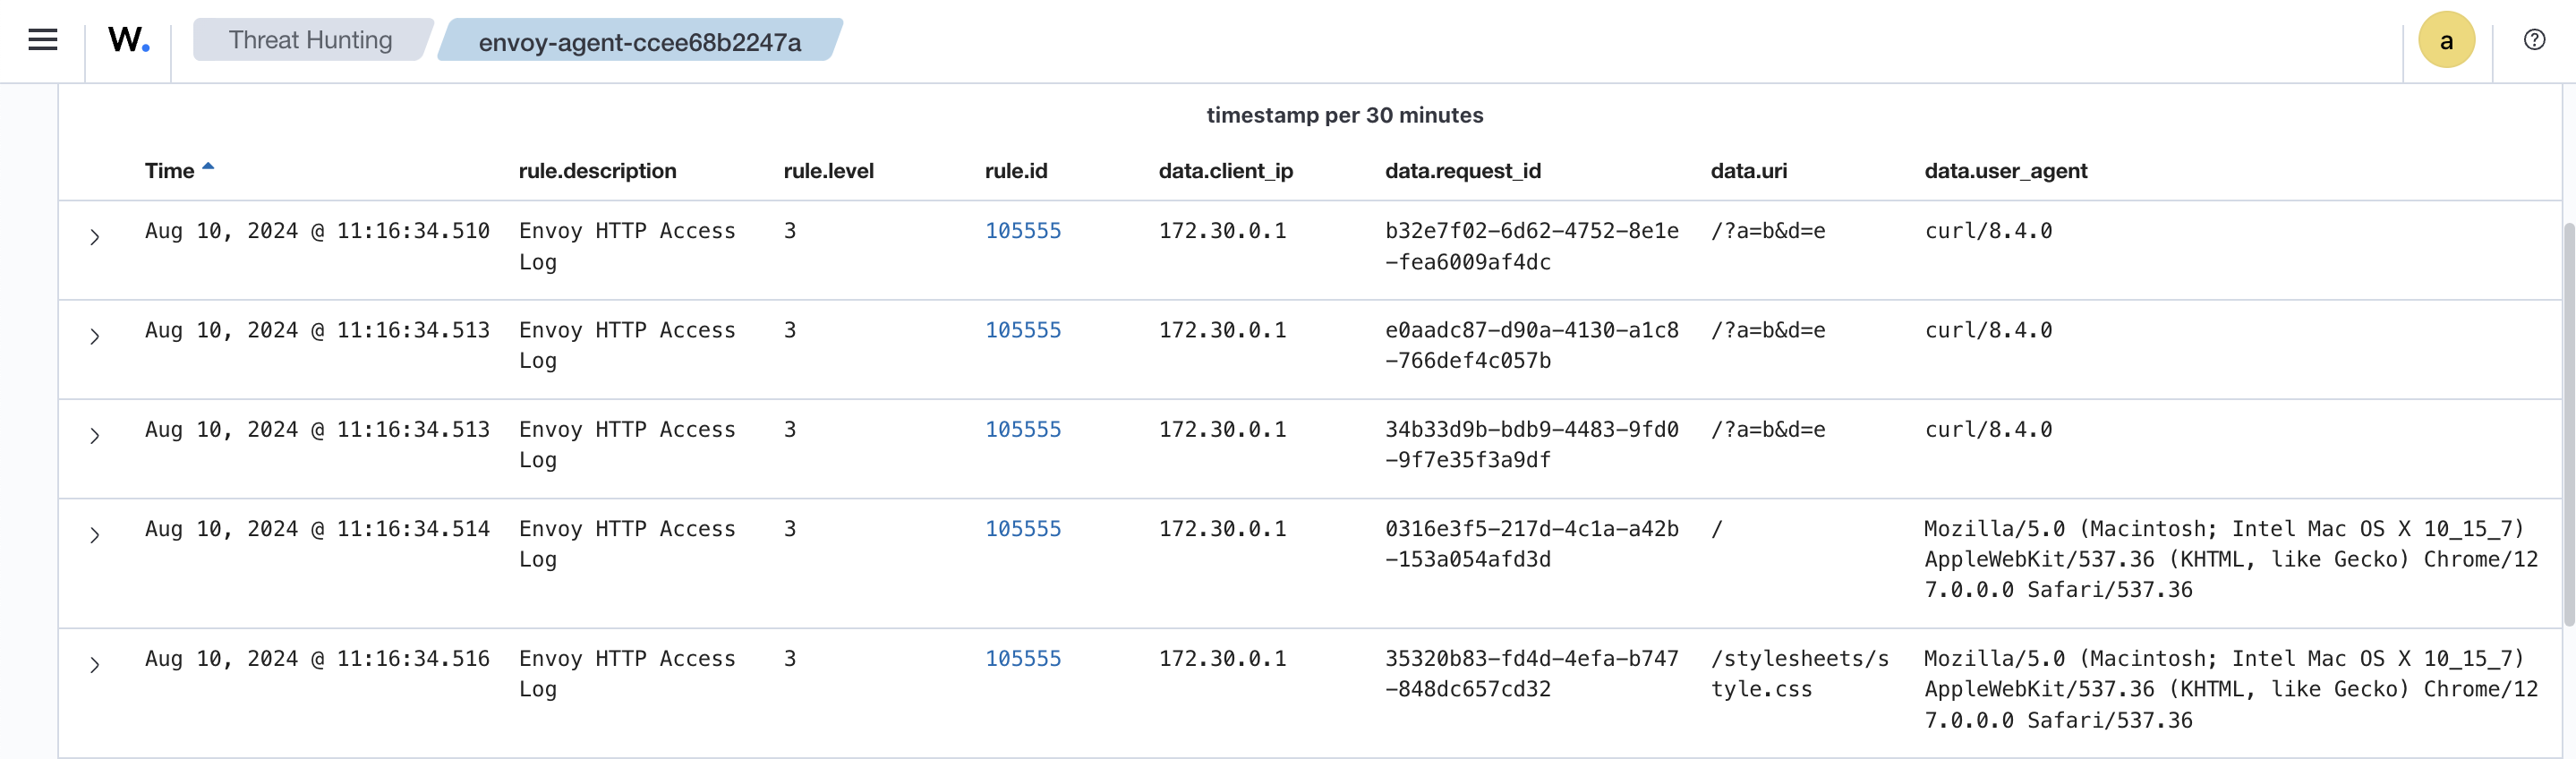 W. Threat Hunting envoy-agent-ccee68b2247a a ?
timestamp per 30 minutes
Time rule.description rule.level rule.id data.client_ip data.request_id data.uri data.user_agent
Aug 10, 2024 @ 11:16:34.510 Envoy HTTP Access 3 105555 172.30.0.1 b32e7f02-6d62-4752-8e1e /?a=b&d=e curl/8.4.0
Log -fea6009af4dc
Aug 10, 2024 @ 11:16:34.513 Envoy HTTP Access 3 105555 172.30.0.1 e0aadc87-d90a-4130-a1c8 /?a=b&d=e curl/8.4.0
Log -766def4c057b
Aug 10, 2024 @ 11:16:34.513 Envoy HTTP Access 3 105555 172.30.0.1 34b33d9b-bdb9-4483-9fd0 /?a=b&d=e curl/8.4.0
Log -9f7e35f3a9df
Aug 10, 2024 @ 11:16:34.514 Envoy HTTP Access 3 105555 172.30.0.1 0316e3f5-217d-4c1a-a42b / Mozilla/5.0 (Macintosh; Intel Mac OS X 10_15_7)
Log -153a054afd3d AppleWebKit/537.36 (KHTML, like Gecko) Chrome/12
7.0.0.0 Safari/537.36
Aug 10, 2024 @ 11:16:34.516 Envoy HTTP Access 3 105555 172.30.0.1 35320b83-fd4d-4efa-b747 /stylesheets/s Mozilla/5.0 (Macintosh; Intel Mac OS X 10_15_7)
Log -848dc657cd32 tyle.css AppleWebKit/537.36 (KHTML, like Gecko) Chrome/12
7.0.0.0 Safari/537.36